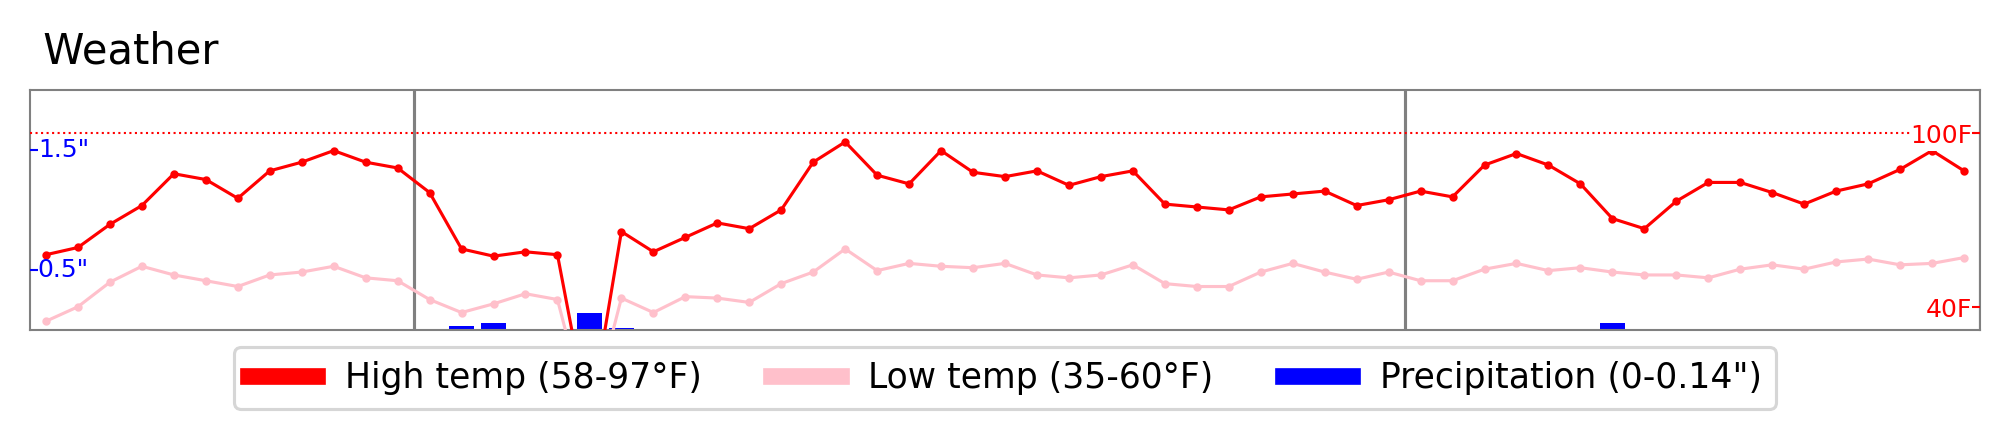 Weather
1.5"
100F
0.5"
40F
High temp (58-97°F) Low temp (35-60°F) Precipitation (0-0.14")